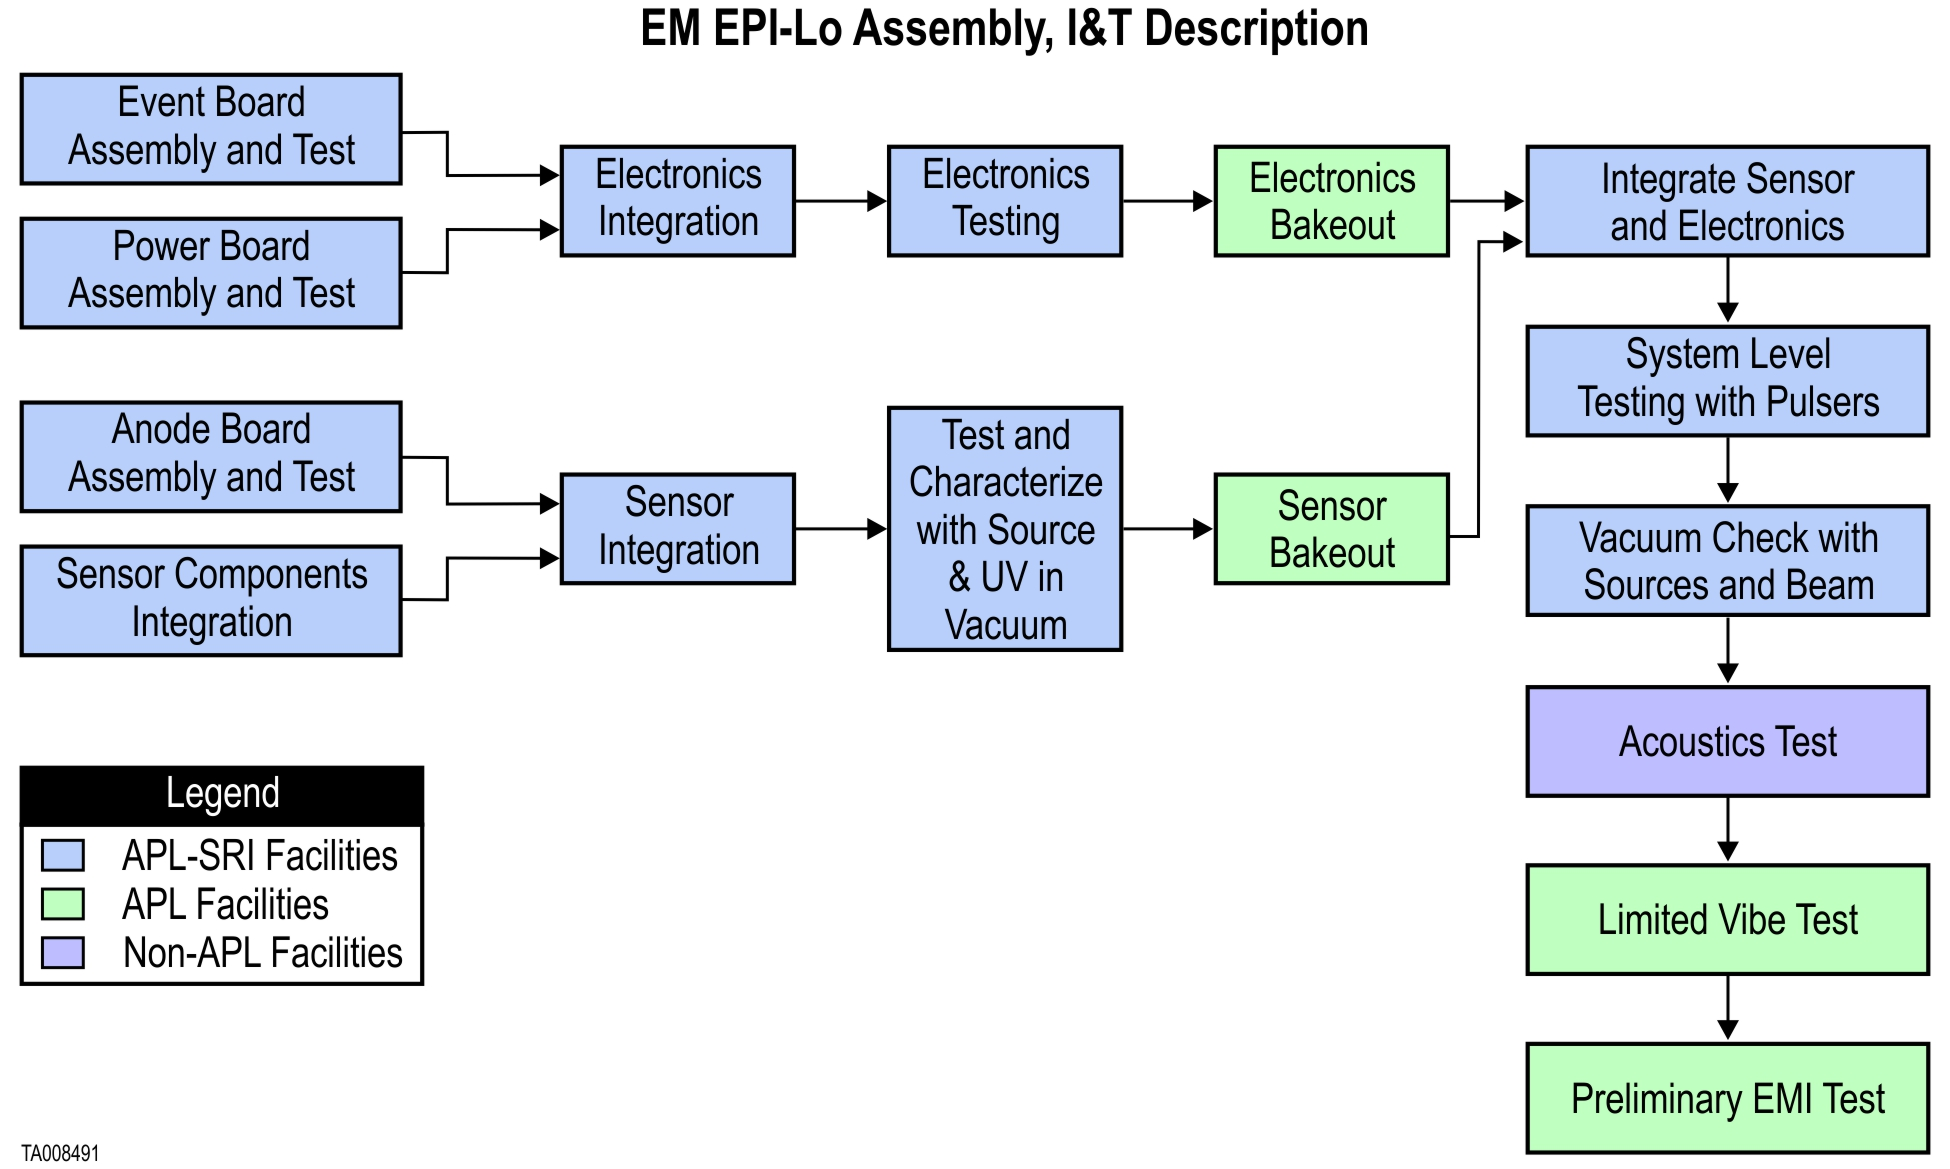 EM EPI-Lo Assembly, I&T Description
Event Board
Assembly and Test
Power Board
Assembly and Test
Electronics
Integration
Electronics
Testing
Electronics
Bakeout
Integrate Sensor
and Electronics
Anode Board
Assembly and Test
Sensor Components
Integration
Sensor
Integration
Test and
Characterize
with Source
& UV in
Vacuum
Sensor
Bakeout
System Level
Testing with Pulsers
Vacuum Check with
Sources and Beam
Acoustics Test
Limited Vibe Test
Preliminary EMI Test
Legend
APL-SRI Facilities
APL Facilities
Non-APL Facilities
TA008491